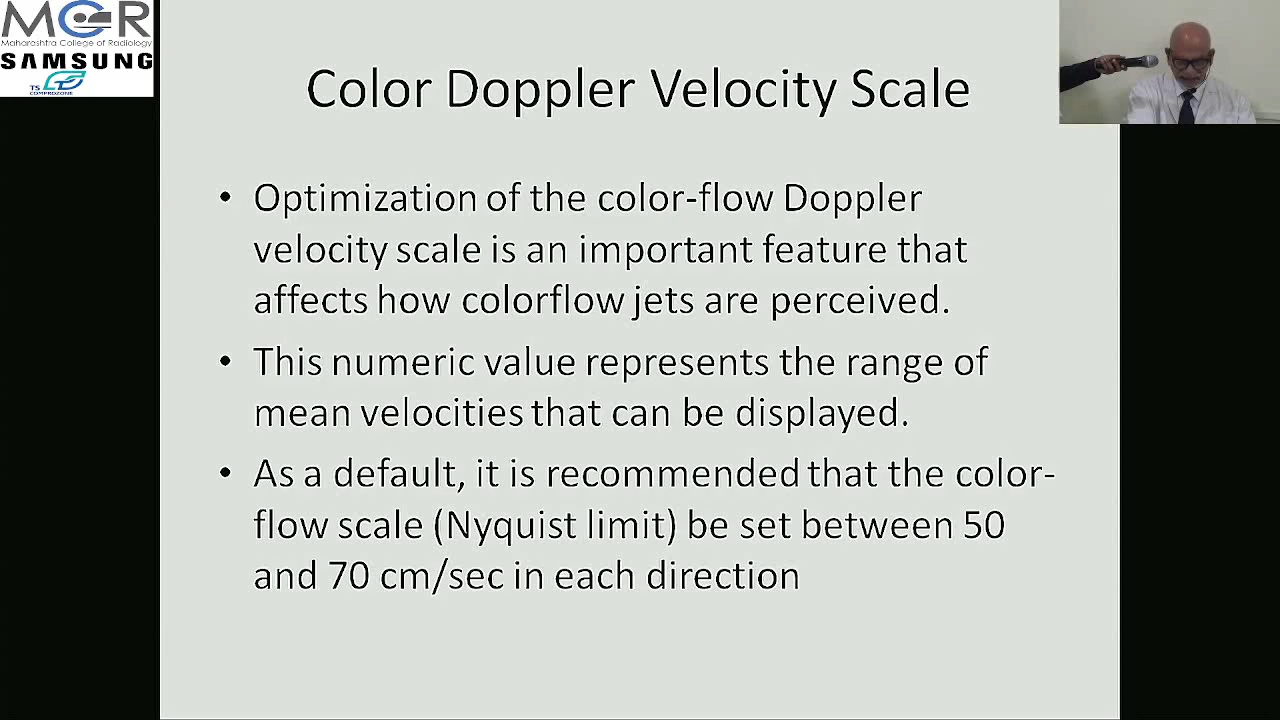 MCR
Maharashtra College of Radiology
SAMSUNG
TS
COMPROZONE
Color Doppler Velocity Scale
• Optimization of the color-flow Doppler
velocity scale is an important feature that
affects how colorflow jets are perceived.
• This numeric value represents the range of
mean velocities that can be displayed.
• As a default, it is recommended that the color-
flow scale (Nyquist limit) be set between 50
and 70 cm/sec in each direction